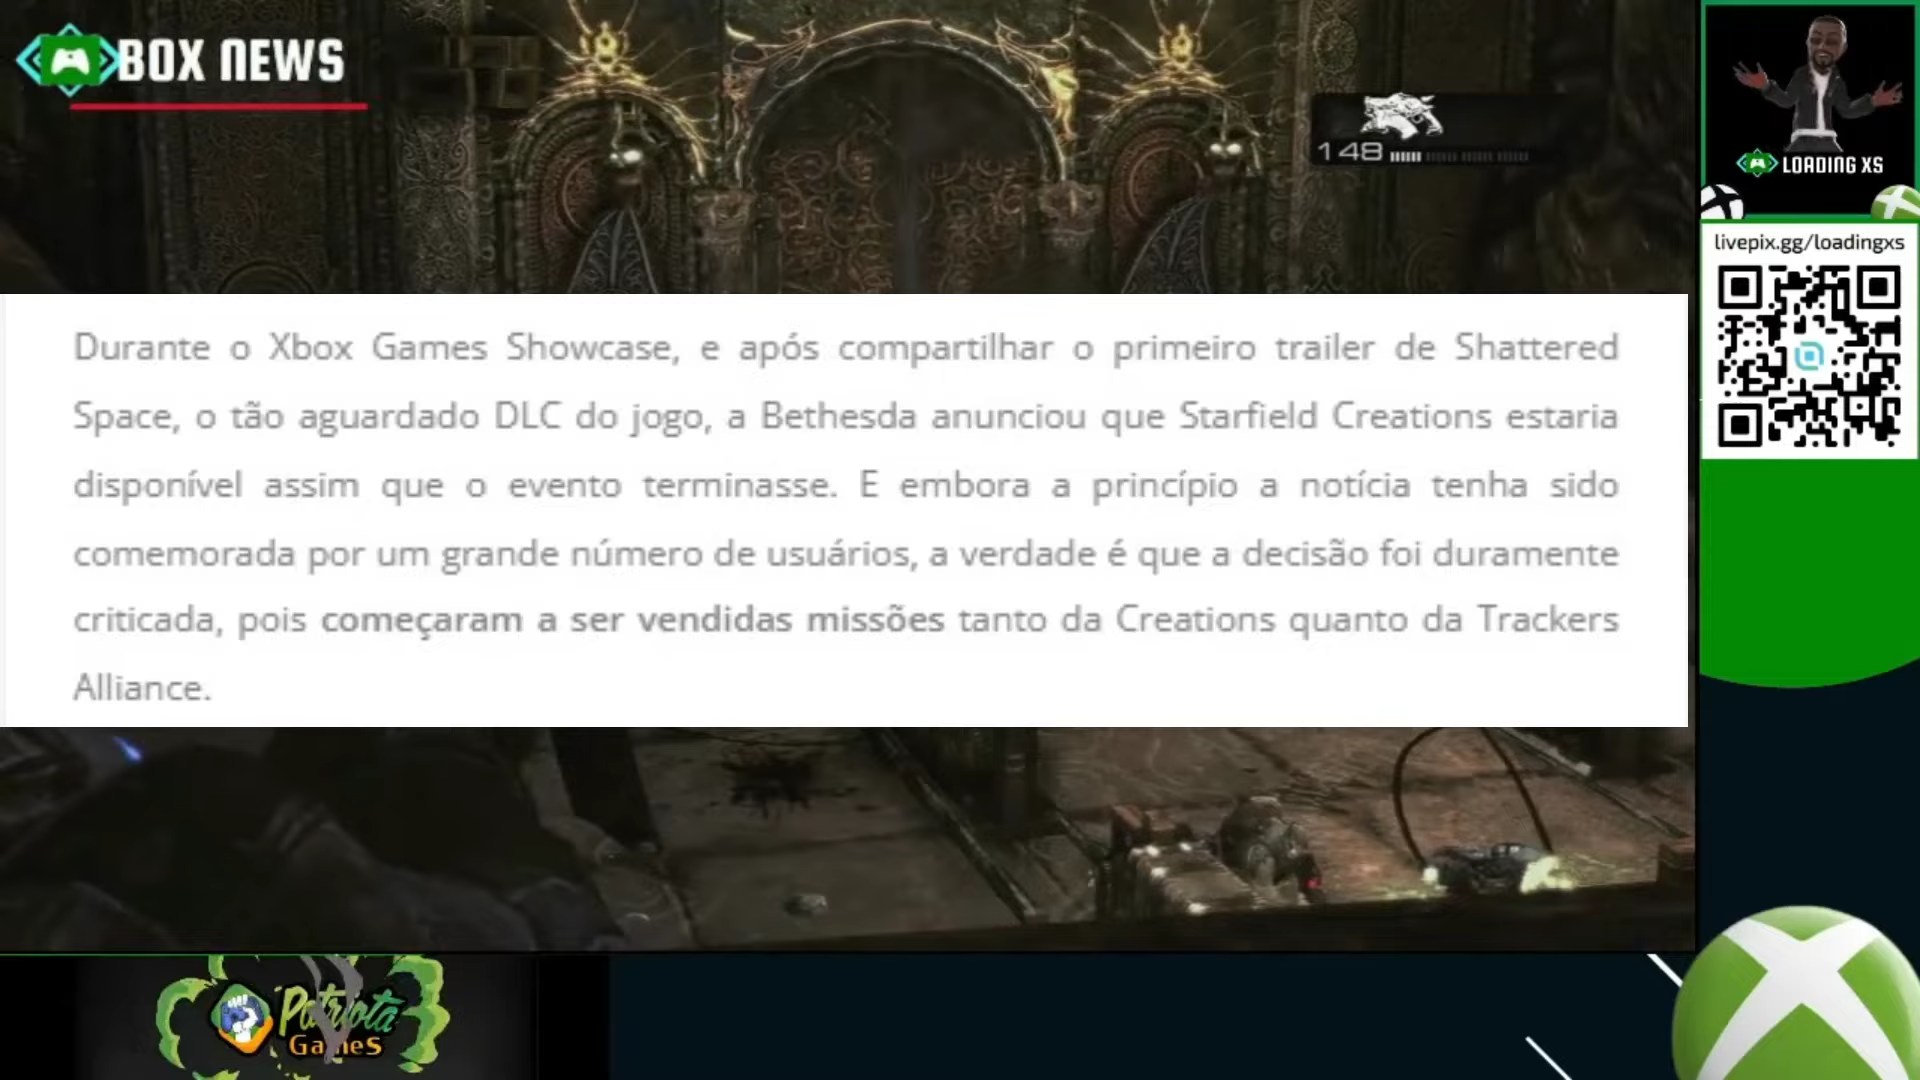 BOX NEWS
148
LOADING XS
livepix.gg/loadingxs
Durante o Xbox Games Showcase, e após compartilhar o primeiro trailer de Shattered
Space, o tão aguardado DLC do jogo, a Bethesda anunciou que Starfield Creations estaria
disponível assim que o evento terminasse. E embora a princípio a notícia tenha sido
comemorada por um grande número de usuários, a verdade é que a decisão foi duramente
criticada, pois começaram a ser vendidas missões tanto da Creations quanto da Trackers
Alliance.
Patriota
Games